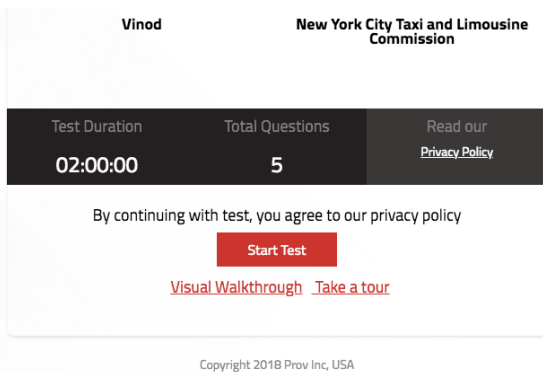 Vinod
New York City Taxi and Limousine
Commission
Test Duration
Total Questions
Read our
02:00:00
5
Privacy Policy
By continuing with test, you agree to our privacy policy
Start Test
Visual Walkthrough Take a tour
Copyright 2018 Prov Inc, USA